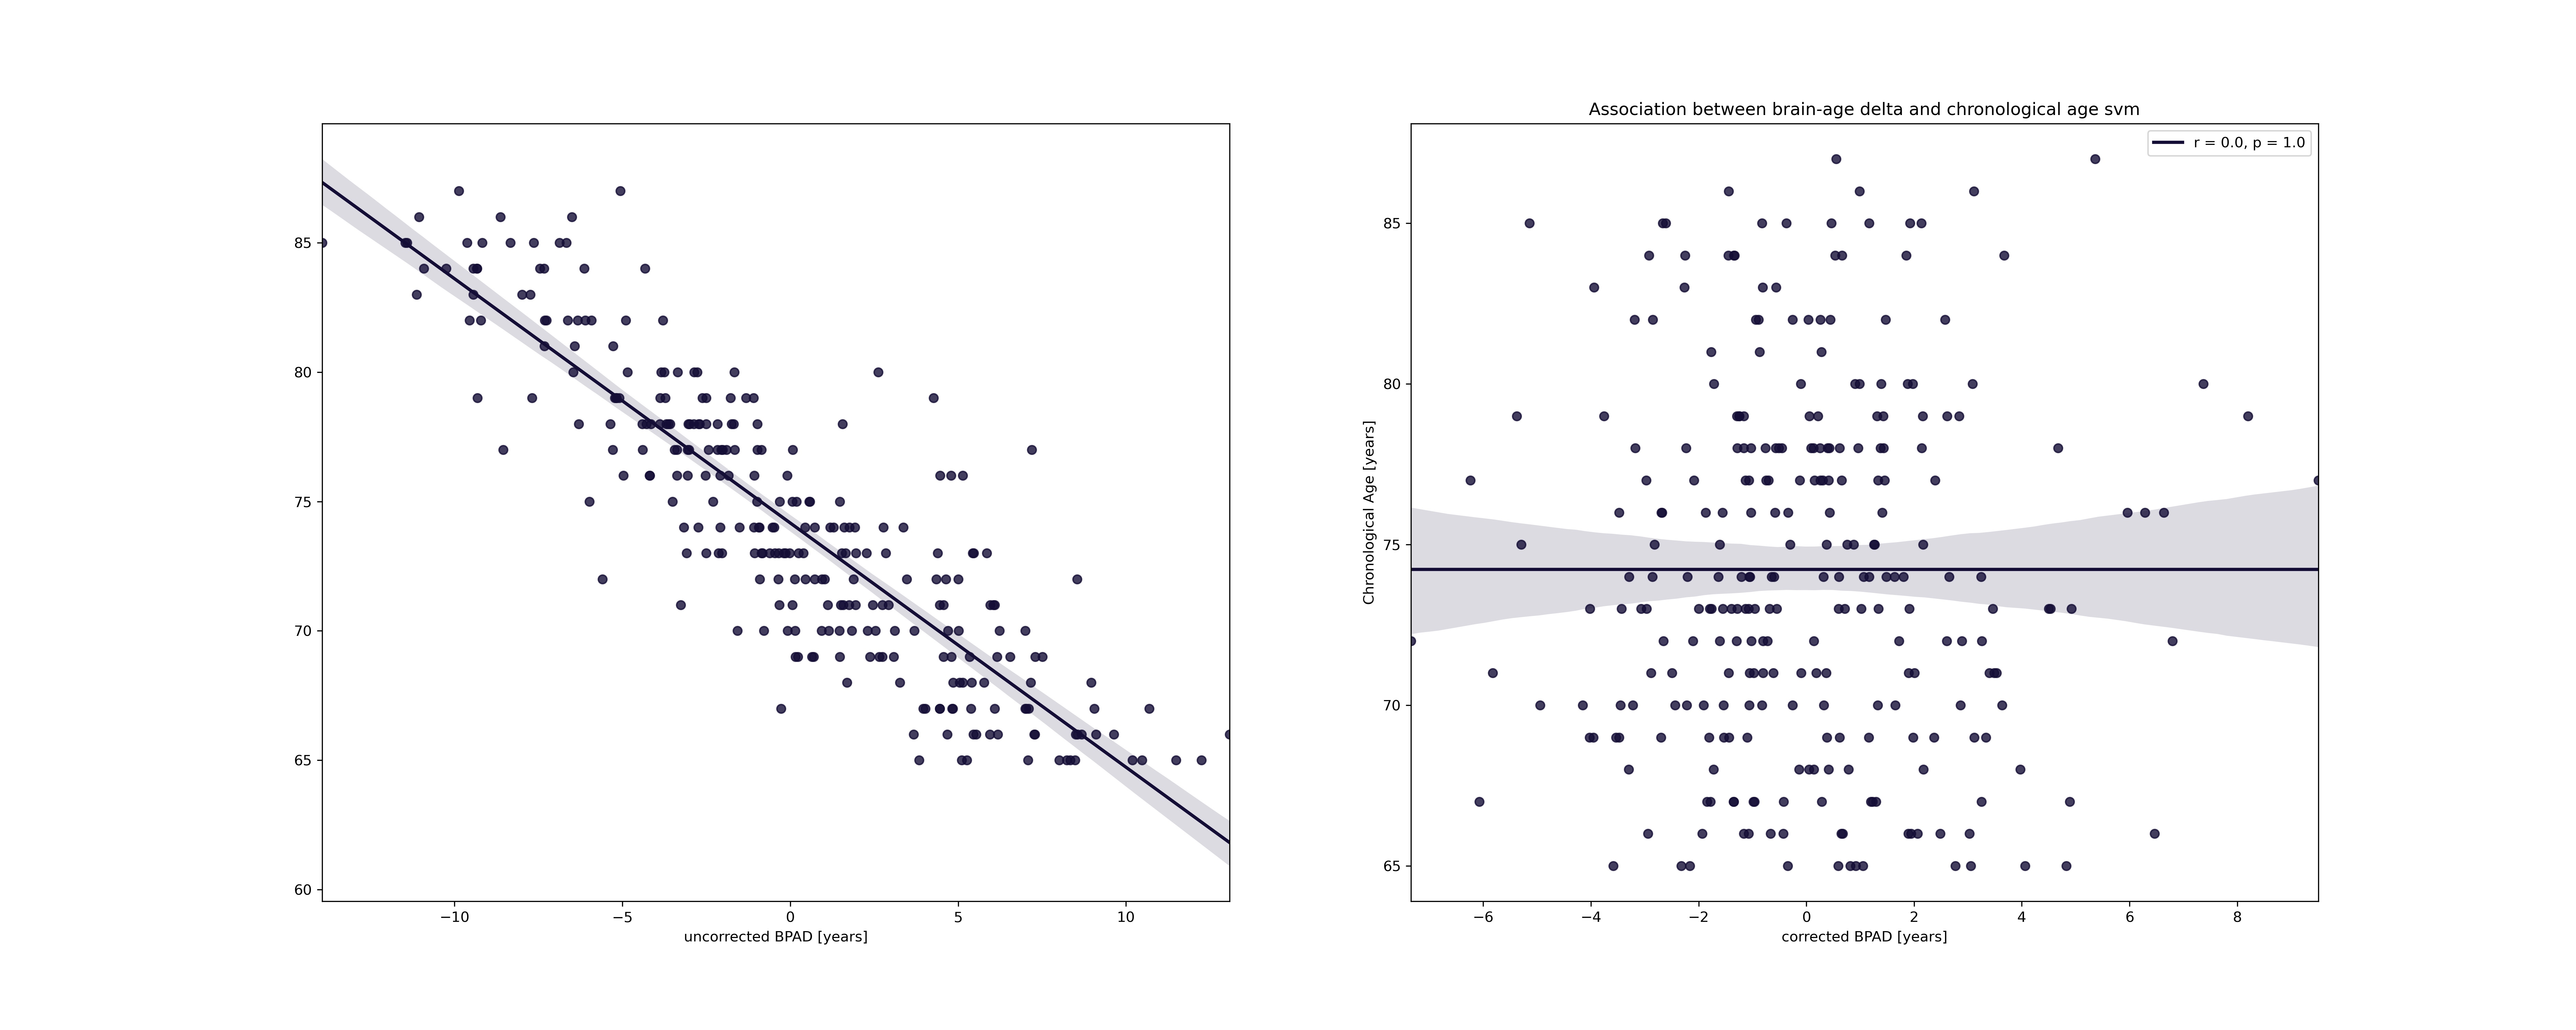 85
80
75
70
65
60
−10 −5 0 5 10
uncorrected BPAD [years]
Association between brain-age delta and chronological age svm
r = 0.0, p = 1.0
Chronological Age [years]
85
80
75
70
65
−6 −4 −2 0 2 4 6 8
corrected BPAD [years]